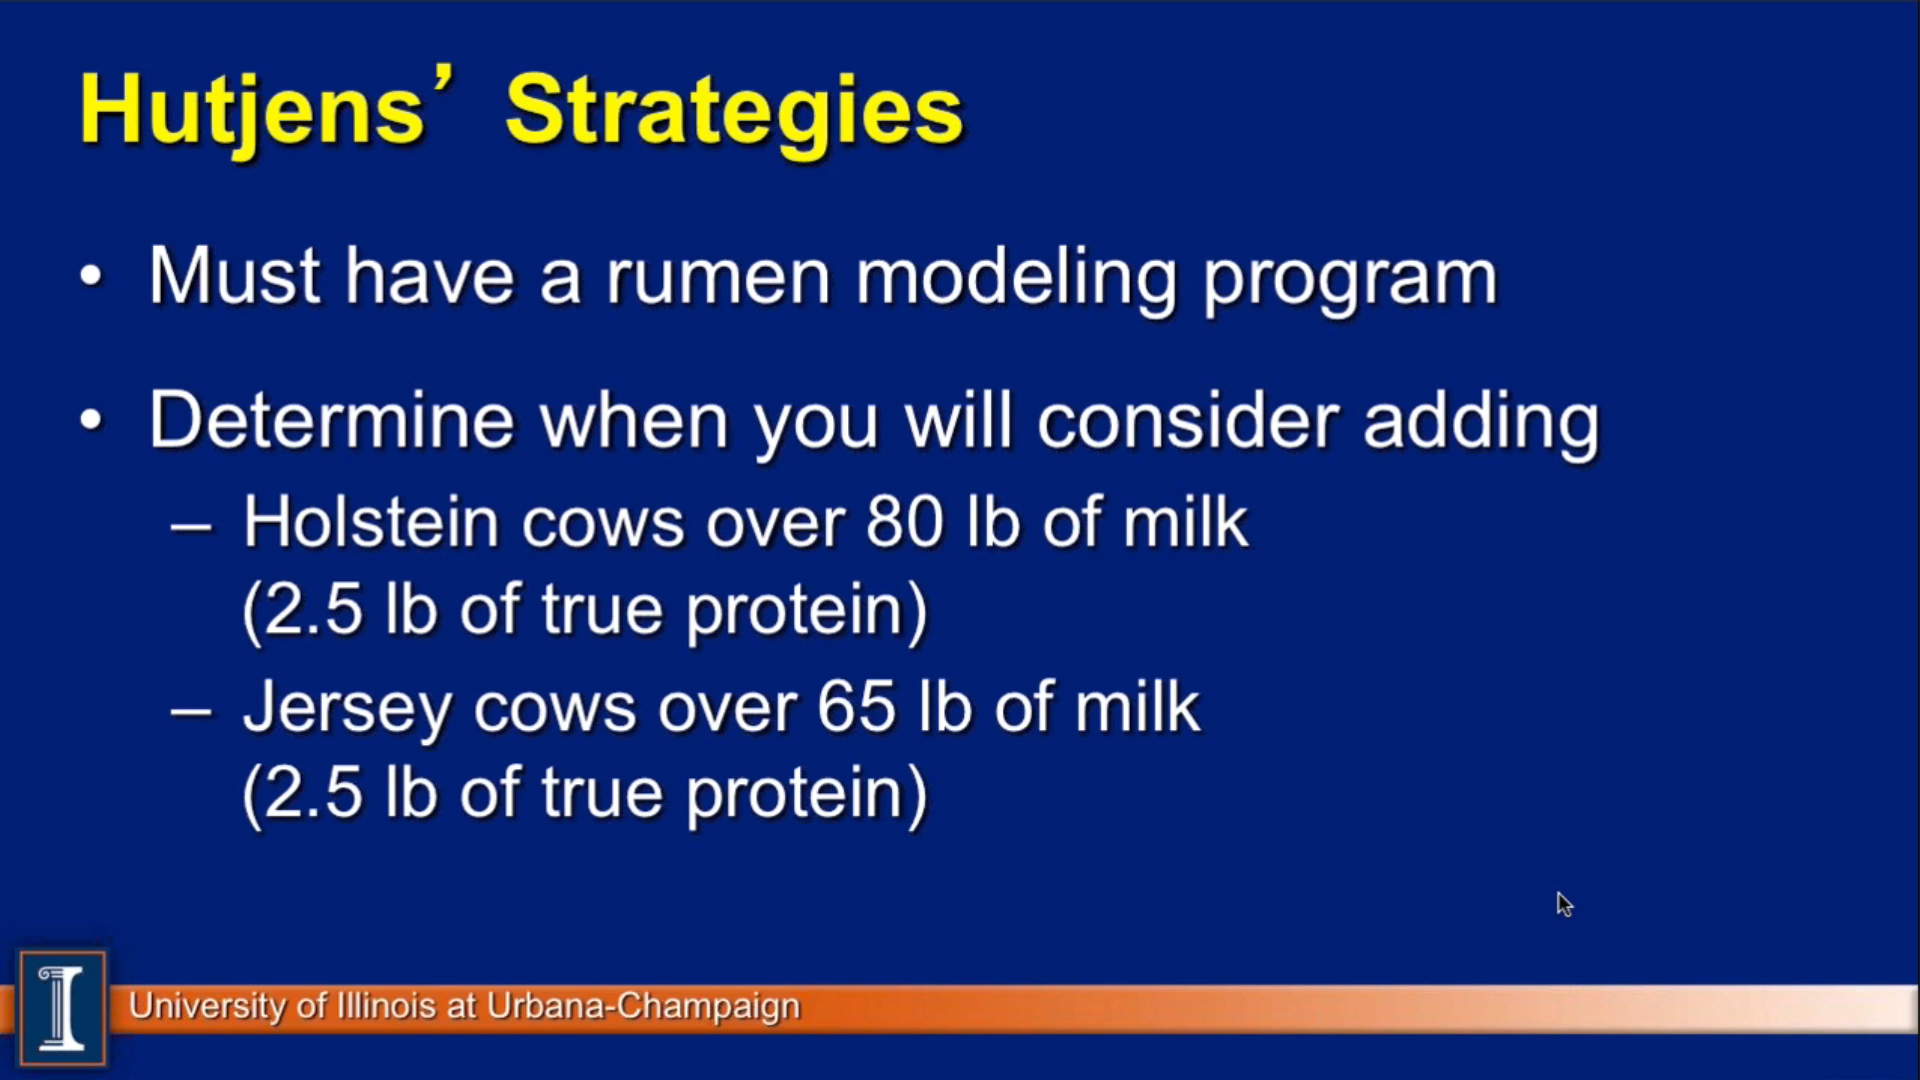 Hutjens’ Strategies
• Must have a rumen modeling program
• Determine when you will consider adding
– Holstein cows over 80 lb of milk
(2.5 lb of true protein)
– Jersey cows over 65 lb of milk
(2.5 lb of true protein)
I University of Illinois at Urbana-Champaign